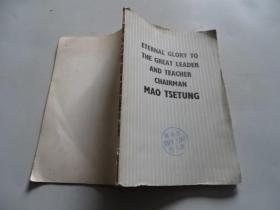 ETERNAL GLORY TO
THE GREAT LEADER
AND TEACHER
CHAIRMAN
MAO TSETUNG